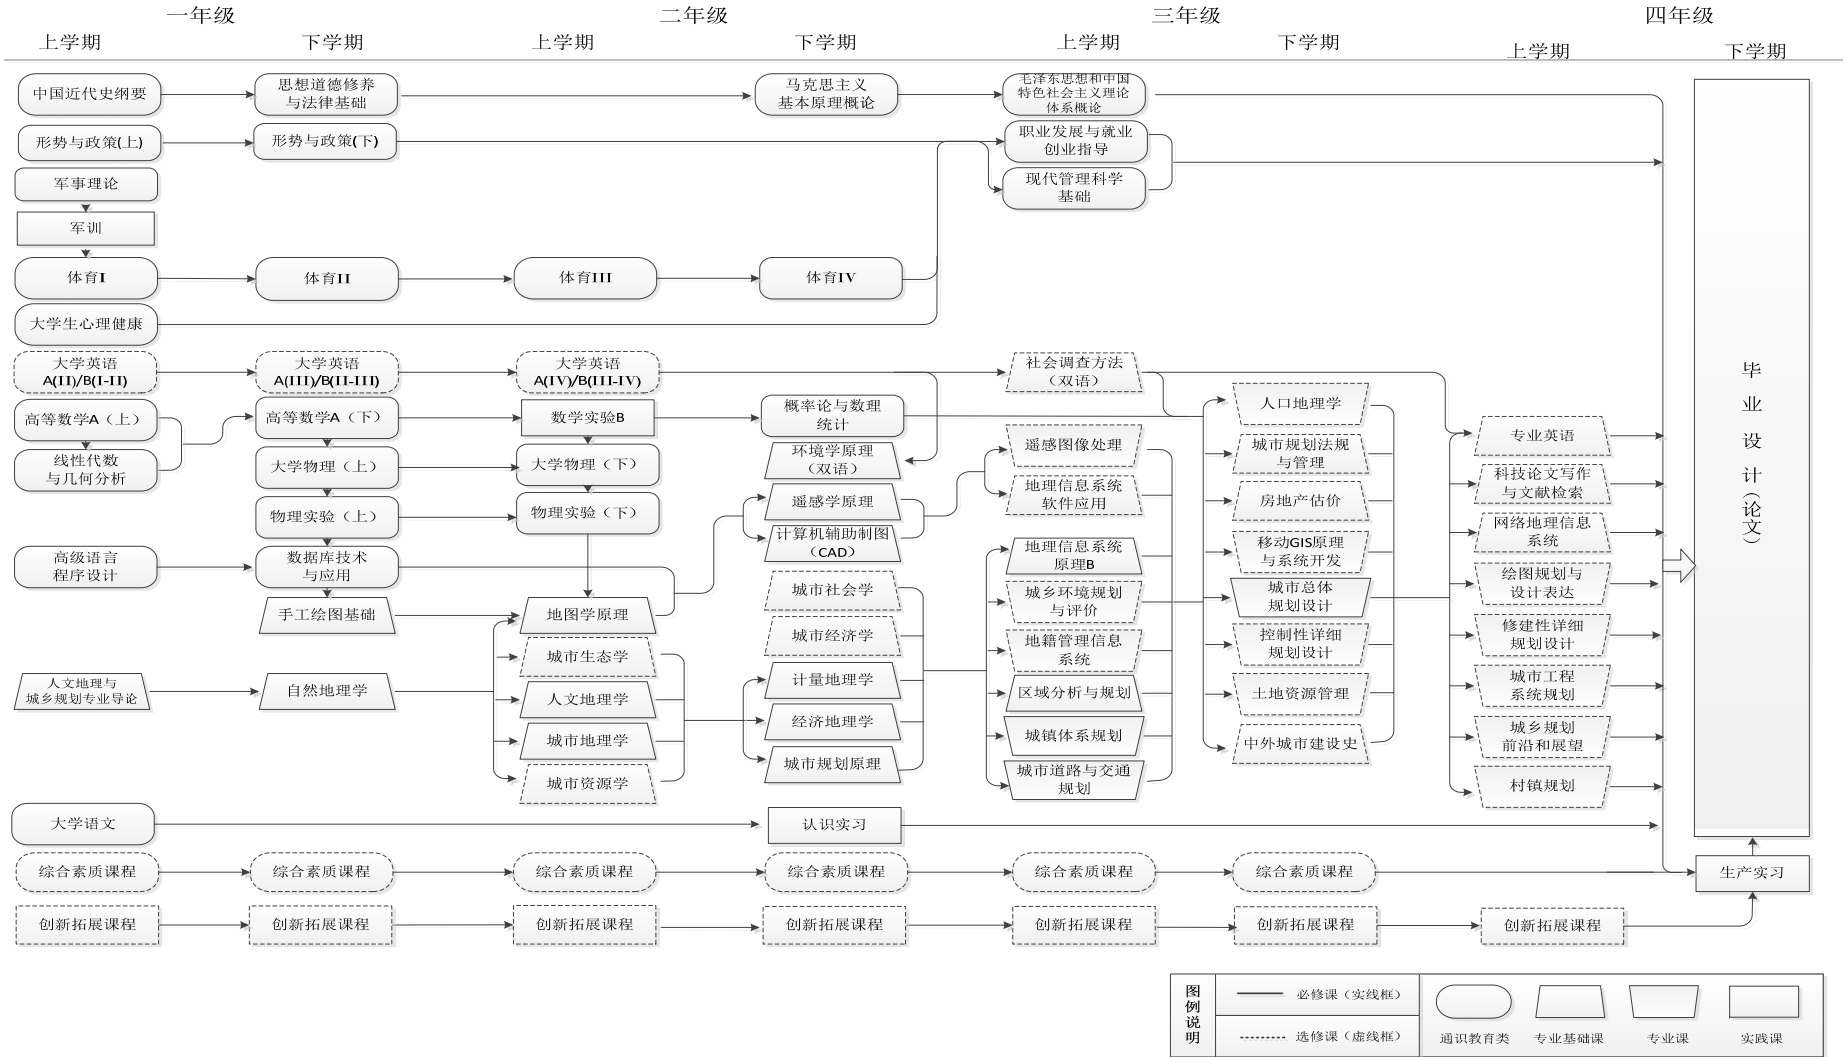 一年级
二年级
三年级
四年级
上学期
下学期
上学期
下学期
上学期
下学期
上学期
下学期
中国近代史纲要
思想道德修养
与法律基础
马克思主义
基本原理概论
毛泽东思想和中国
特色社会主义理论
体系概论
形势与政策(上)
形势与政策(下)
职业发展与就业
创业指导
军事理论
现代管理科学
基础
军训
体育I
体育II
体育III
体育IV
大学生心理健康
大学英语
A(II)/B(I-II)
大学英语
A(III)/B(II-III)
大学英语
A(IV)/B(III-IV)
社会调查方法
（双语）
高等数学A（上）
高等数学A（下）
数学实验B
概率论与数理
统计
人口地理学
专业英语
线性代数
与几何分析
大学物理（上）
大学物理（下）
环境学原理
（双语）
遥感图像处理
城市规划法规
与管理
科技论文写作
与文献检索
物理实验（上）
物理实验（下）
遥感学原理
地理信息系统
软件应用
房地产估价
网络地理信息
系统
计算机辅助制图
（CAD）
高级语言
程序设计
数据库技术
与应用
地理信息系统
原理B
移动GIS原理
与系统开发
绘图规划与
设计表达
手工绘图基础
地图学原理
城市社会学
城乡环境规划
与评价
城市总体
规划设计
修建性详细
规划设计
城市生态学
城市经济学
地籍管理信息
系统
控制性详细
规划设计
人文地理与
城乡规划专业导论
自然地理学
人文地理学
计量地理学
区域分析与规划
土地资源管理
城市工程
系统规划
城市地理学
经济地理学
城镇体系规划
中外城市建设史
城乡规划
前沿和展望
城市资源学
城市规划原理
城市道路与交通
规划
村镇规划
毕
业
设
计
(
论
文
)
大学语文
认识实习
综合素质课程
综合素质课程
综合素质课程
综合素质课程
综合素质课程
综合素质课程
生产实习
创新拓展课程
创新拓展课程
创新拓展课程
创新拓展课程
创新拓展课程
创新拓展课程
创新拓展课程
图
例
说
明
必修课（实线框）
选修课（虚线框）
通识教育类
专业基础课
专业课
实践课